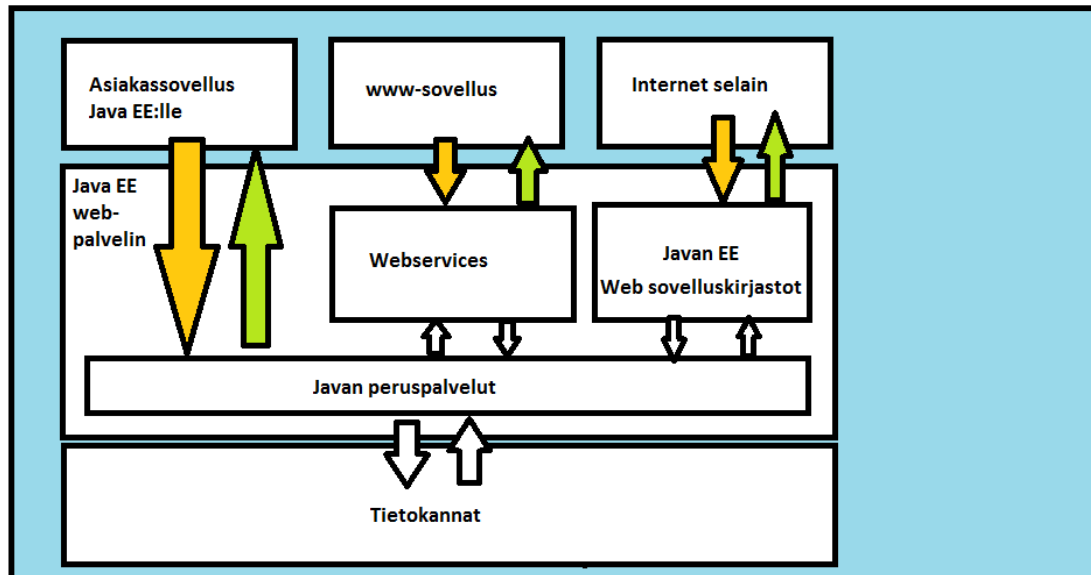 Asiakassovellus
Java EE:lle
www-sovellus
Internet selain
Java EE
web-
palvelin
Webservices
Javan EE
Web sovelluskirjastot
Javan peruspalvelut
Tietokannat